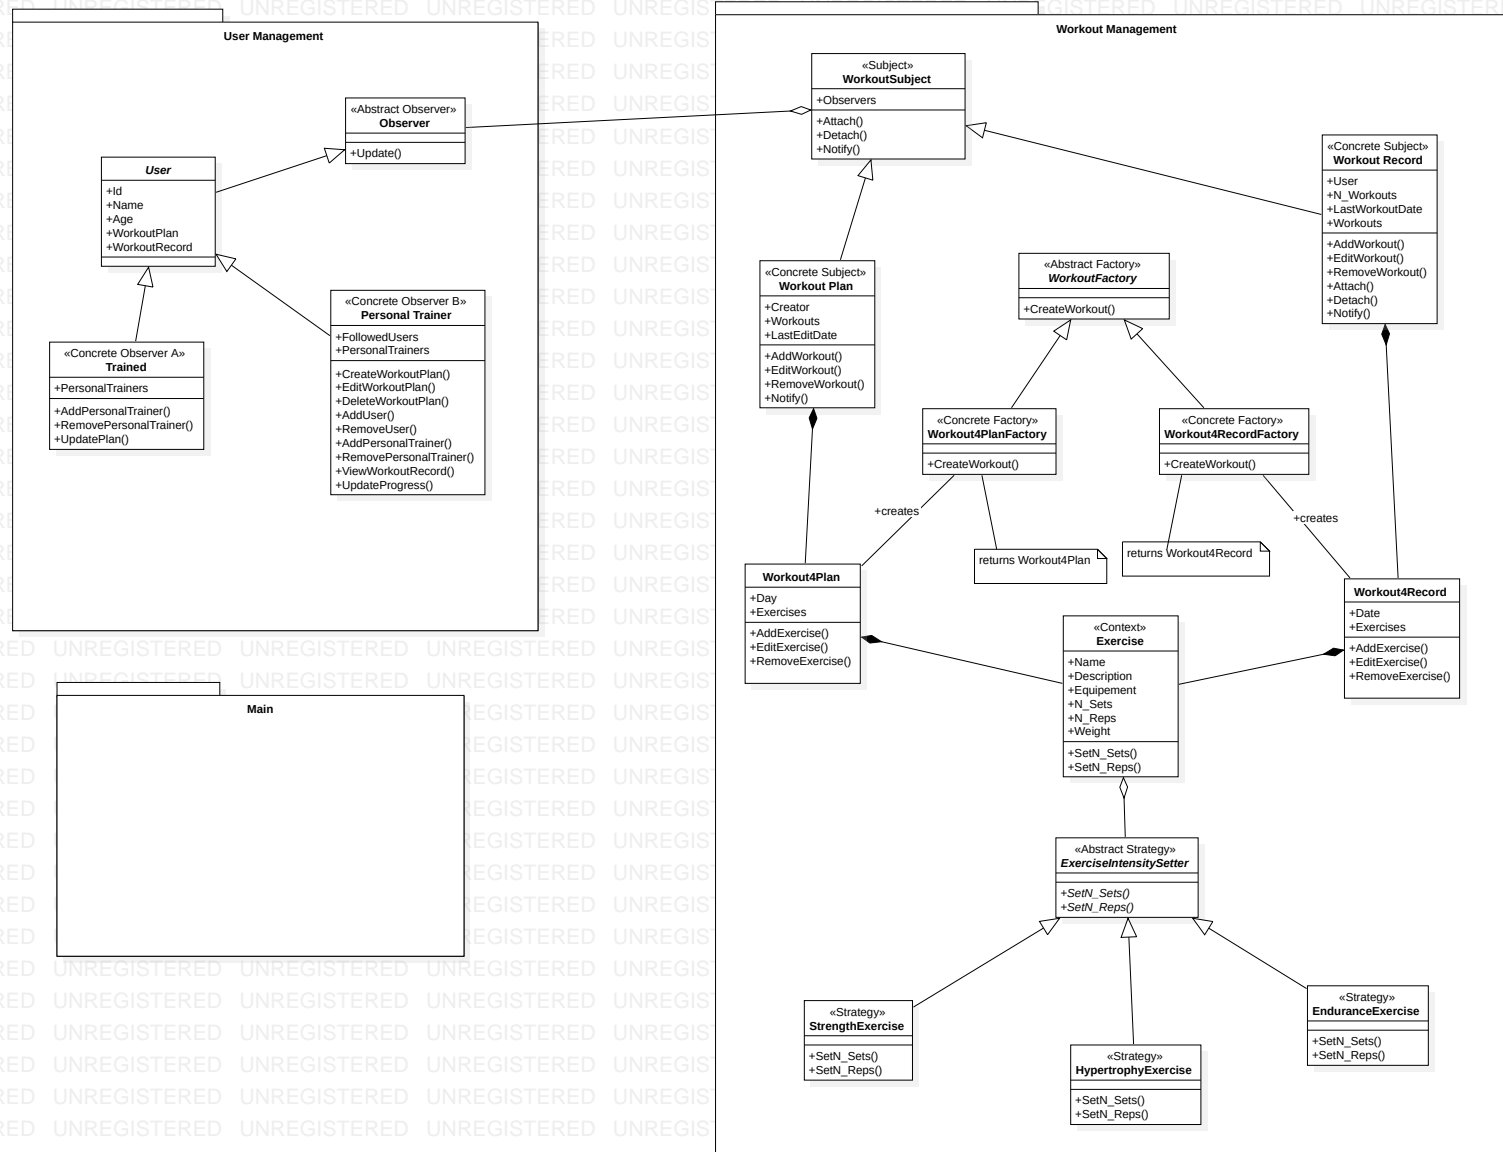 User Management
«Abstract Observer»
Observer
+Update()
User
+Id
+Name
+Age
+WorkoutPlan
+WorkoutRecord
«Concrete Observer B»
Personal Trainer
+FollowedUsers
+PersonalTrainers
+CreateWorkoutPlan()
+EditWorkoutPlan()
+DeleteWorkoutPlan()
+AddUser()
+RemoveUser()
+AddPersonalTrainer()
+RemovePersonalTrainer()
+ViewWorkoutRecord()
+UpdateProgress()
«Concrete Observer A»
Trained
+PersonalTrainers
+AddPersonalTrainer()
+RemovePersonalTrainer()
+UpdatePlan()
Main
Workout Management
«Subject»
WorkoutSubject
+Observers
+Attach()
+Detach()
+Notify()
«Concrete Subject»
Workout Record
+User
+N_Workouts
+LastWorkoutDate
+Workouts
+AddWorkout()
+EditWorkout()
+RemoveWorkout()
+Attach()
+Detach()
+Notify()
«Concrete Subject»
Workout Plan
+Creator
+Workouts
+LastEditDate
+AddWorkout()
+EditWorkout()
+RemoveWorkout()
+Notify()
«Abstract Factory»
WorkoutFactory
+CreateWorkout()
«Concrete Factory»
Workout4PlanFactory
+CreateWorkout()
«Concrete Factory»
Workout4RecordFactory
+CreateWorkout()
+creates
+creates
returns Workout4Plan
returns Workout4Record
Workout4Plan
+Day
+Exercises
+AddExercise()
+EditExercise()
+RemoveExercise()
Workout4Record
+Date
+Exercises
+AddExercise()
+EditExercise()
+RemoveExercise()
«Context»
Exercise
+Name
+Description
+Equipement
+N_Sets
+N_Reps
+Weight
+SetN_Sets()
+SetN_Reps()
«Abstract Strategy»
ExerciseIntensitySetter
+SetN_Sets()
+SetN_Reps()
«Strategy»
StrengthExercise
+SetN_Sets()
+SetN_Reps()
«Strategy»
HypertrophyExercise
+SetN_Sets()
+SetN_Reps()
«Strategy»
EnduranceExercise
+SetN_Sets()
+SetN_Reps()